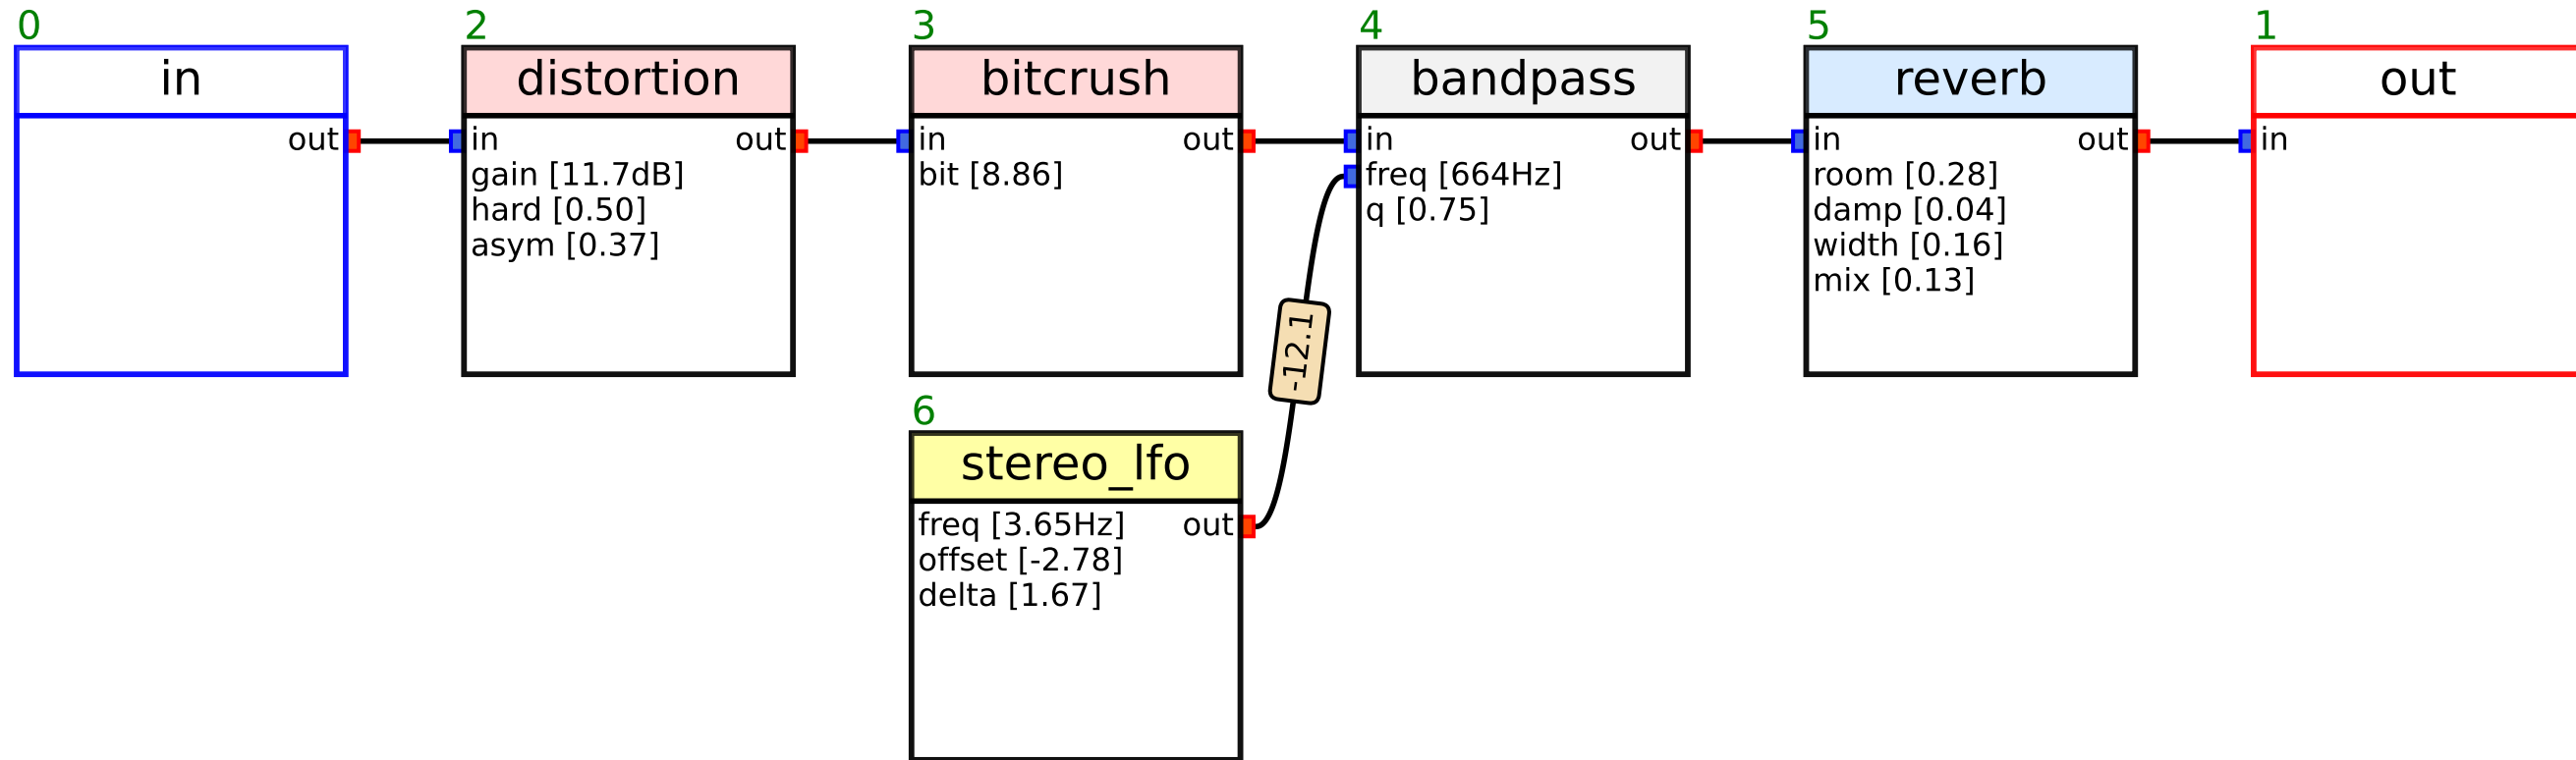 0
in
out
2
distortion
in out
gain [11.7dB]
hard [0.50]
asym [0.37]
3
bitcrush
in out
bit [8.86]
4
bandpass
in out
freq [664Hz]
q [0.75]
5
reverb
in out
room [0.28]
damp [0.04]
width [0.16]
mix [0.13]
1
out
in
-12.1
6
stereo_lfo
freq [3.65Hz] out
offset [-2.78]
delta [1.67]